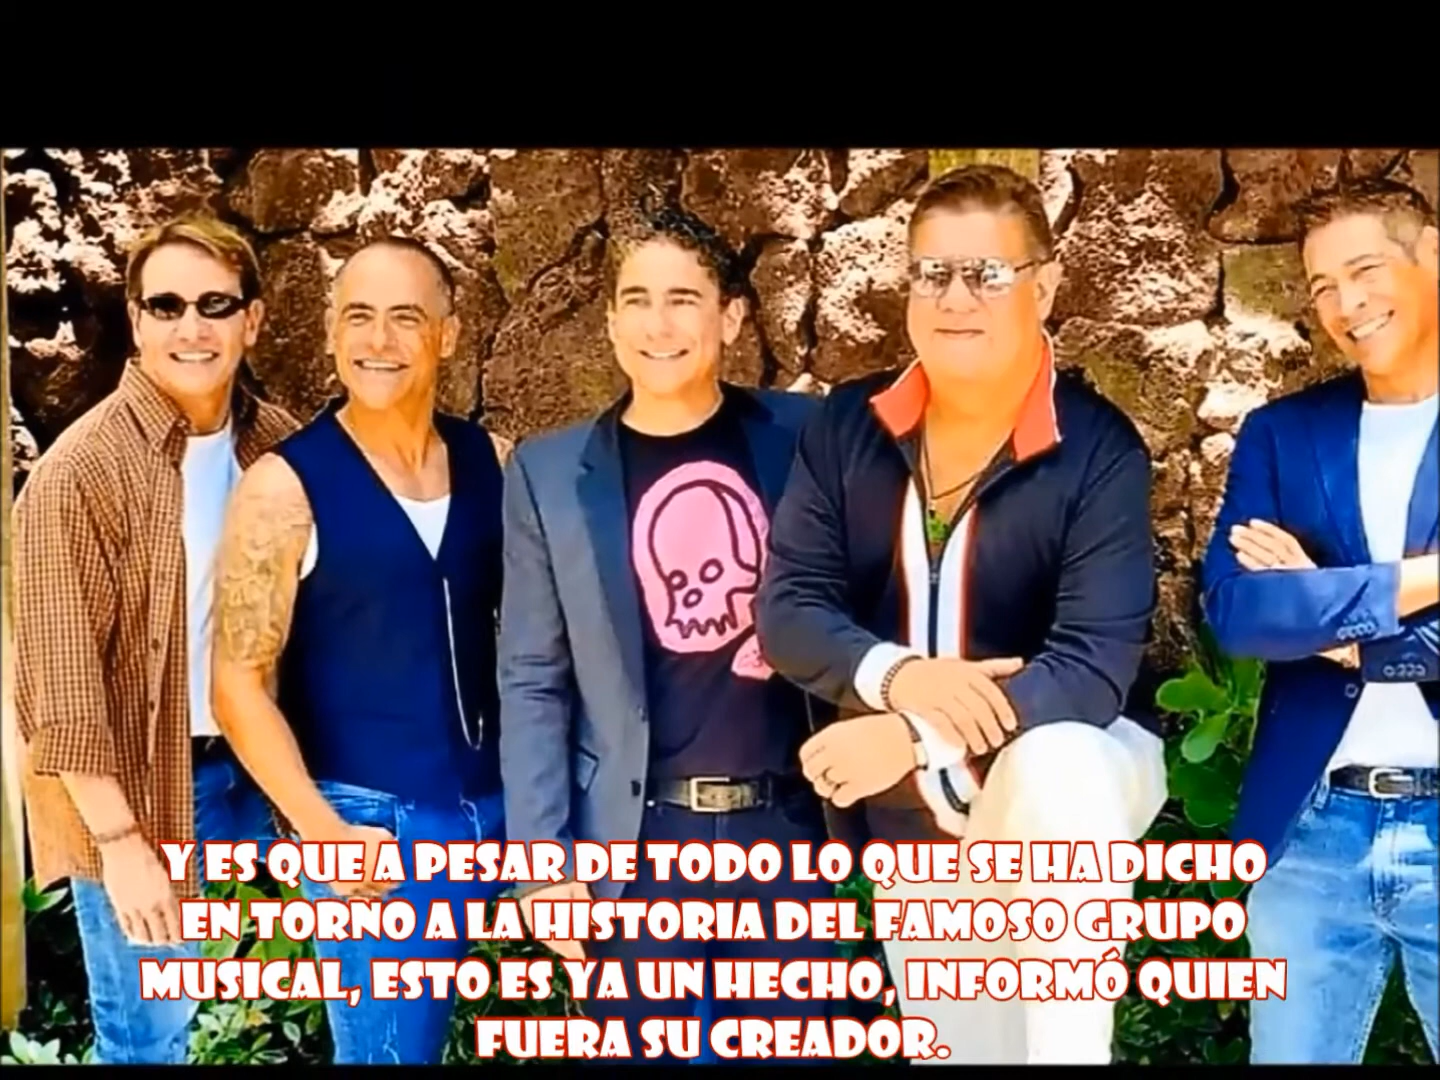 Y ES QUE A PESAR DE TODO LO QUE SE HA DICHO
EN TORNO A LA HISTORIA DEL FAMOSO GRUPO
MUSICAL, ESTO ES YA UN HECHO, INFORMÓ QUIEN
FUERA SU CREADOR.